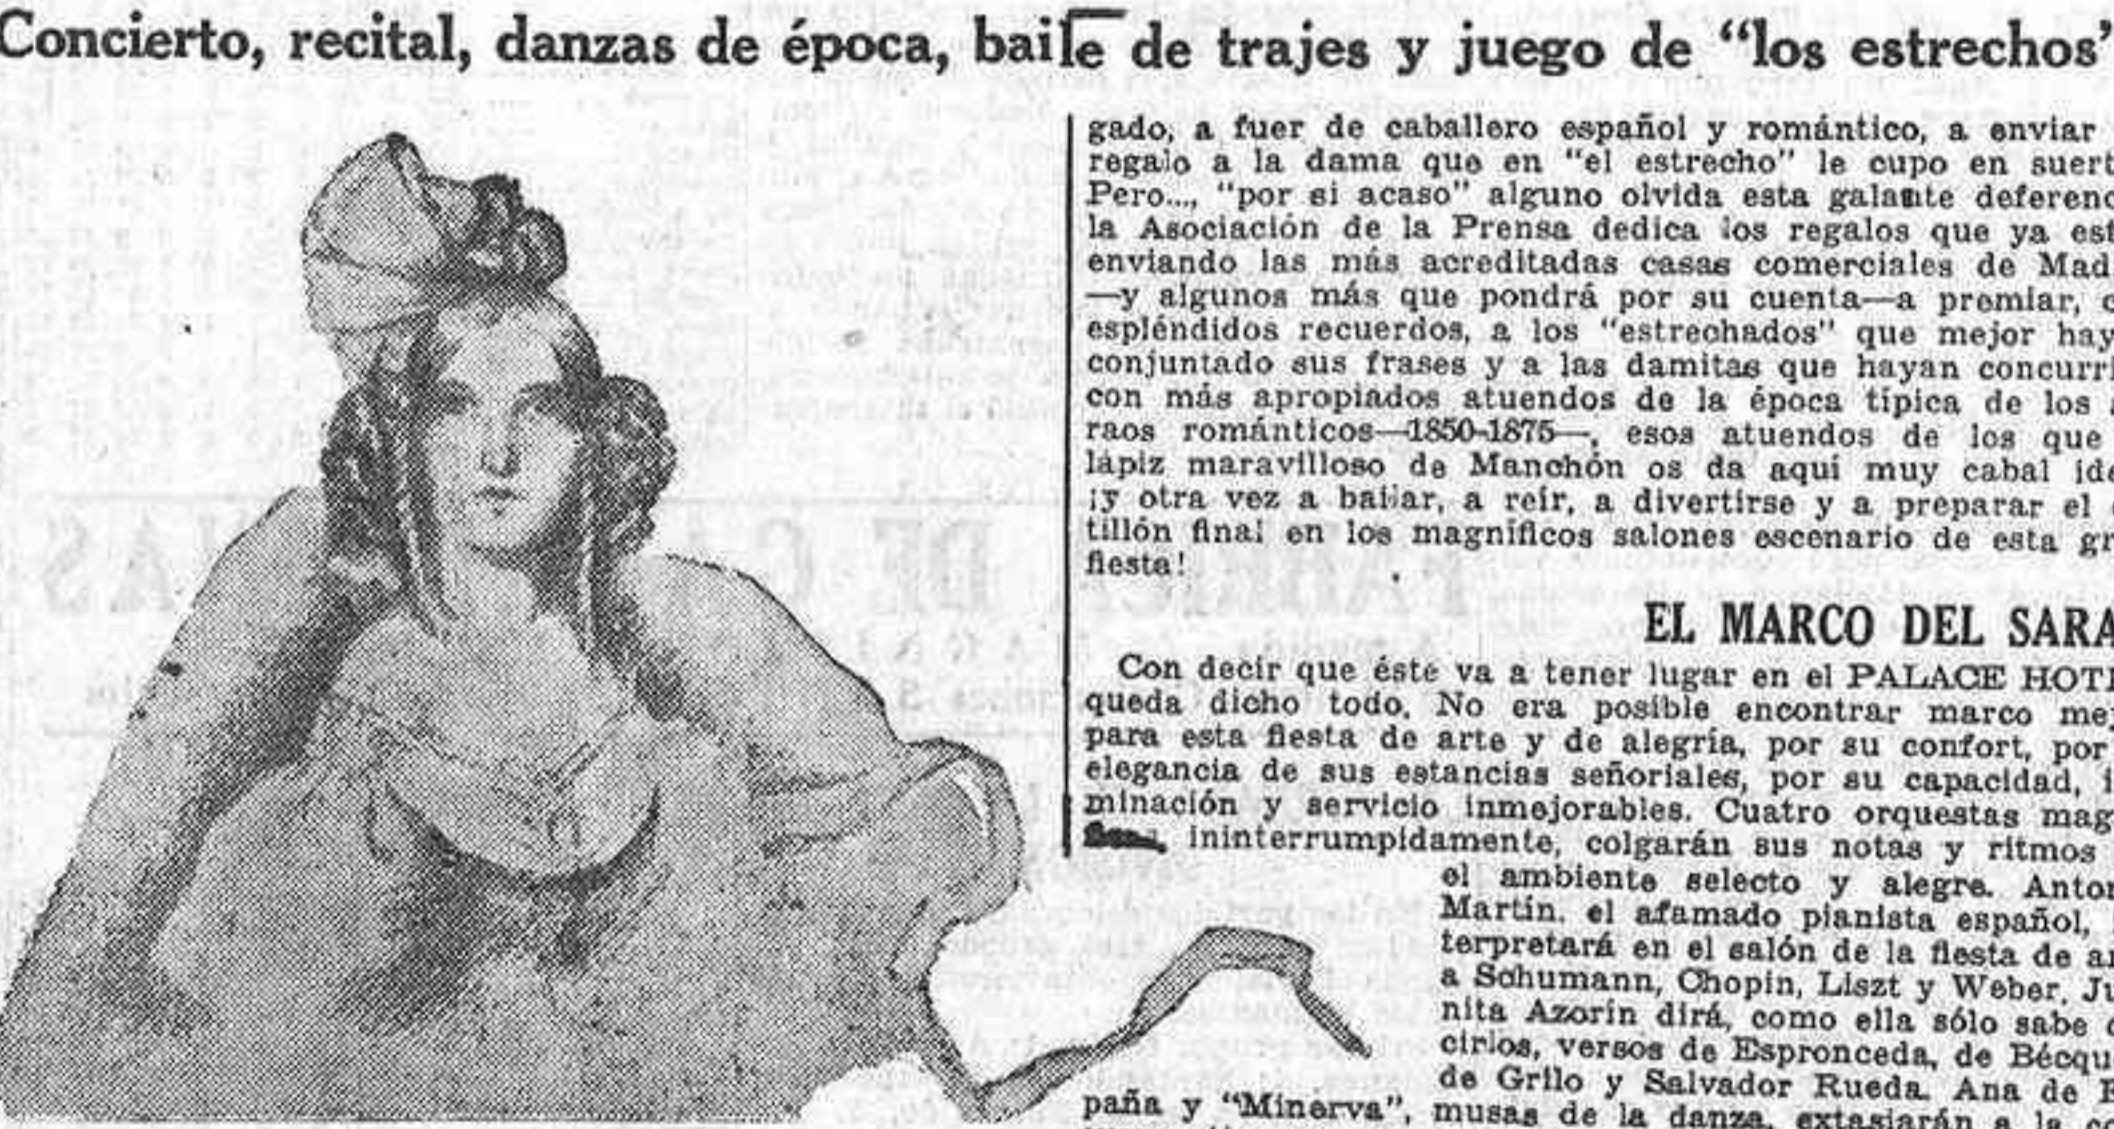 Concierto, recital, danzas de época, baile de trajes y juego de “los estrechos”
gado, a fuer de caballero español y romántico, a enviar
regalo a la dama que en “el estrecho” le cupo en suert
Pero..., “por si acaso” alguno olvida esta galante deferenc
la Asociación de la Prensa dedica los regalos que ya est
enviando las más acreditadas casas comerciales de Mad
—y algunos más que pondrá por su cuenta—a premiar, c
espléndidos recuerdos, a los “estrechados” que mejor hay
conjuntado sus frases y a las damitas que hayan concurri
con más apropiados atuendos de la época típica de los
raos románticos—1850-1875—, esos atuendos de los que
lápiz maravilloso de Manchón os da aquí muy cabal ide
¡y otra vez a bailar, a reír, a divertirse y a preparar el
tillón final en los magníficos salones escenario de esta gr
fiesta!
EL MARCO DEL SARA
Con decir que éste va a tener lugar en el PALACE HOTE
queda dicho todo. No era posible encontrar marco mej
para esta fiesta de arte y de alegría, por su confort, por
elegancia de sus estancias señoriales, por su capacidad, i
minación y servicio inmejorables. Cuatro orquestas mag
ininterrumpidamente, colgarán sus notas y ritmos
el ambiente selecto y alegre. Anton
Martín, el afamado pianista español,
terpretará en el salón de la fiesta de ar
a Schumann, Chopin, Liszt y Weber. Ju
nita Azorín dirá, como ella sólo sabe
cirlos, versos de Espronceda, de Bécqu
de Grilo y Salvador Rueda. Ana de E
paña y “Minerva”, musas de la danza, extasiarán a la co